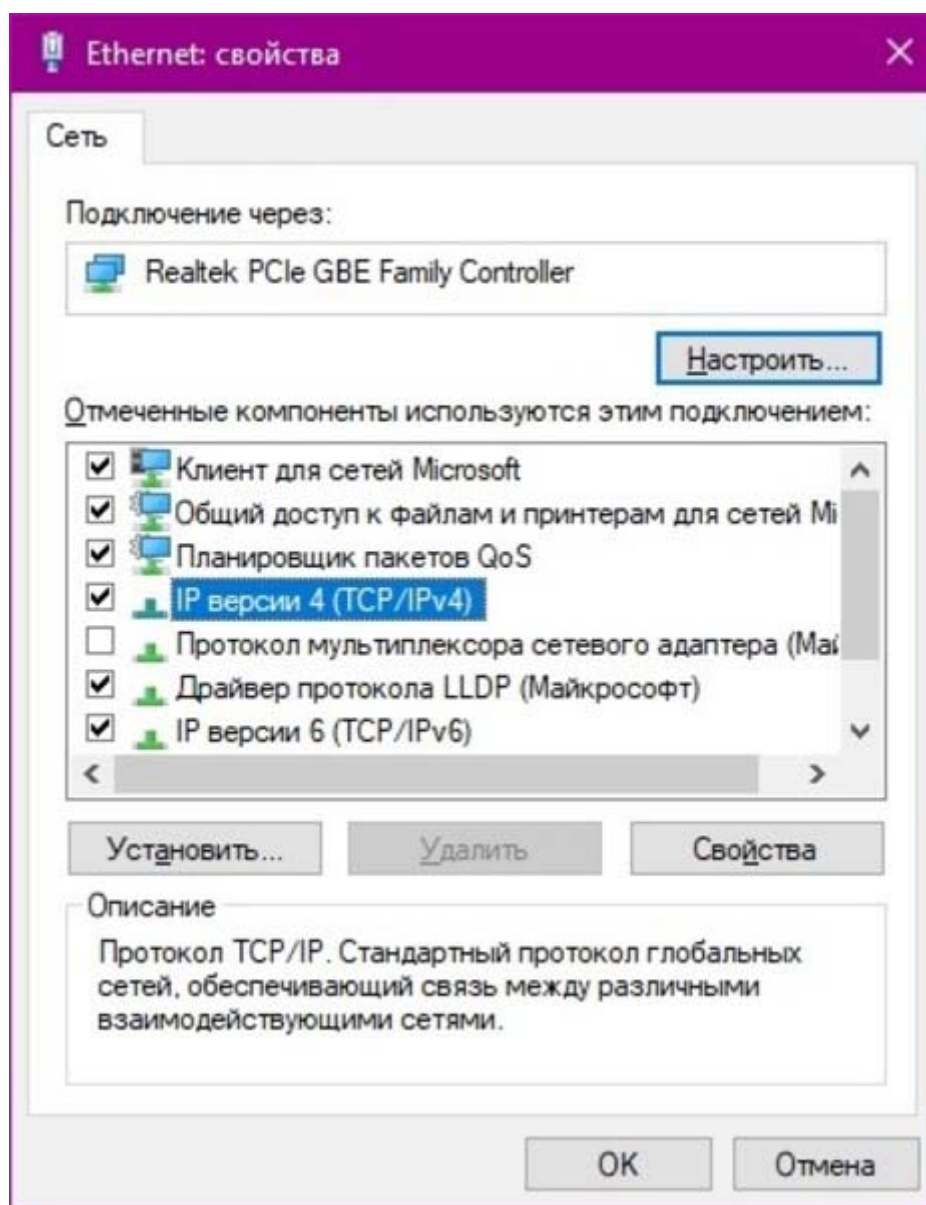 Ethernet: свойства
Сеть
Подключение через:
Realtek PCIe GBE Family Controller
Настроить...
Отмеченные компоненты используются этим подключением:
Клиент для сетей Microsoft
Общий доступ к файлам и принтерам для сетей Mi
Планировщик пакетов QoS
IP версии 4 (TCP/IPv4)
Протокол мультиплексора сетевого адаптера (Май
Драйвер протокола LLDP (Майкрософт)
IP версии 6 (TCP/IPv6)
Установить...
Удалить
Свойства
Описание
Протокол TCP/IP. Стандартный протокол глобальных
сетей, обеспечивающий связь между различными
взаимодействующими сетями.
OK
Отмена